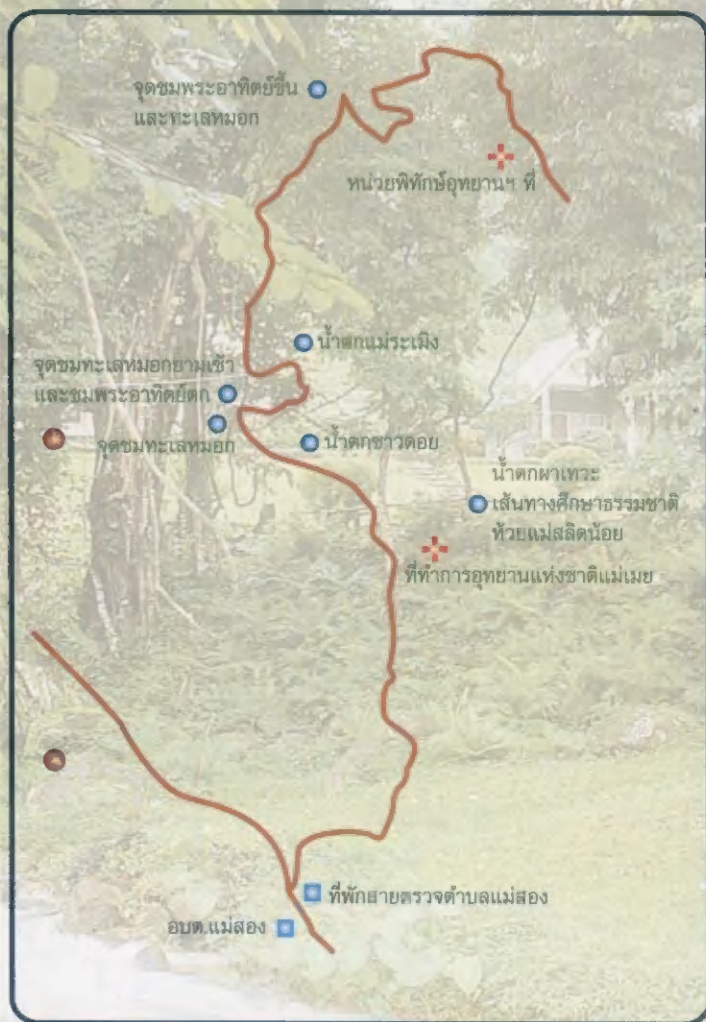 จุดชมพระอาทิตย์ขึ้น
และทะเลหมอก
หน่วยพิทักษ์อุทยานฯ ที่
น้ำตกแม่ระเมิง
จุดชมทะเลหมอกยามเช้า
และชมพระอาทิตย์ตก
จุดชมทะเลหมอก
น้ำตกชาวดอย
น้ำตกผาเทวะ
เส้นทางศึกษาธรรมชาติ
ห้วยแม่สลิดน้อย
ที่ทำการอุทยานแห่งชาติแม่เมย
ที่พักสายตรวจตำบลแม่สอง
อบต.แม่สอง